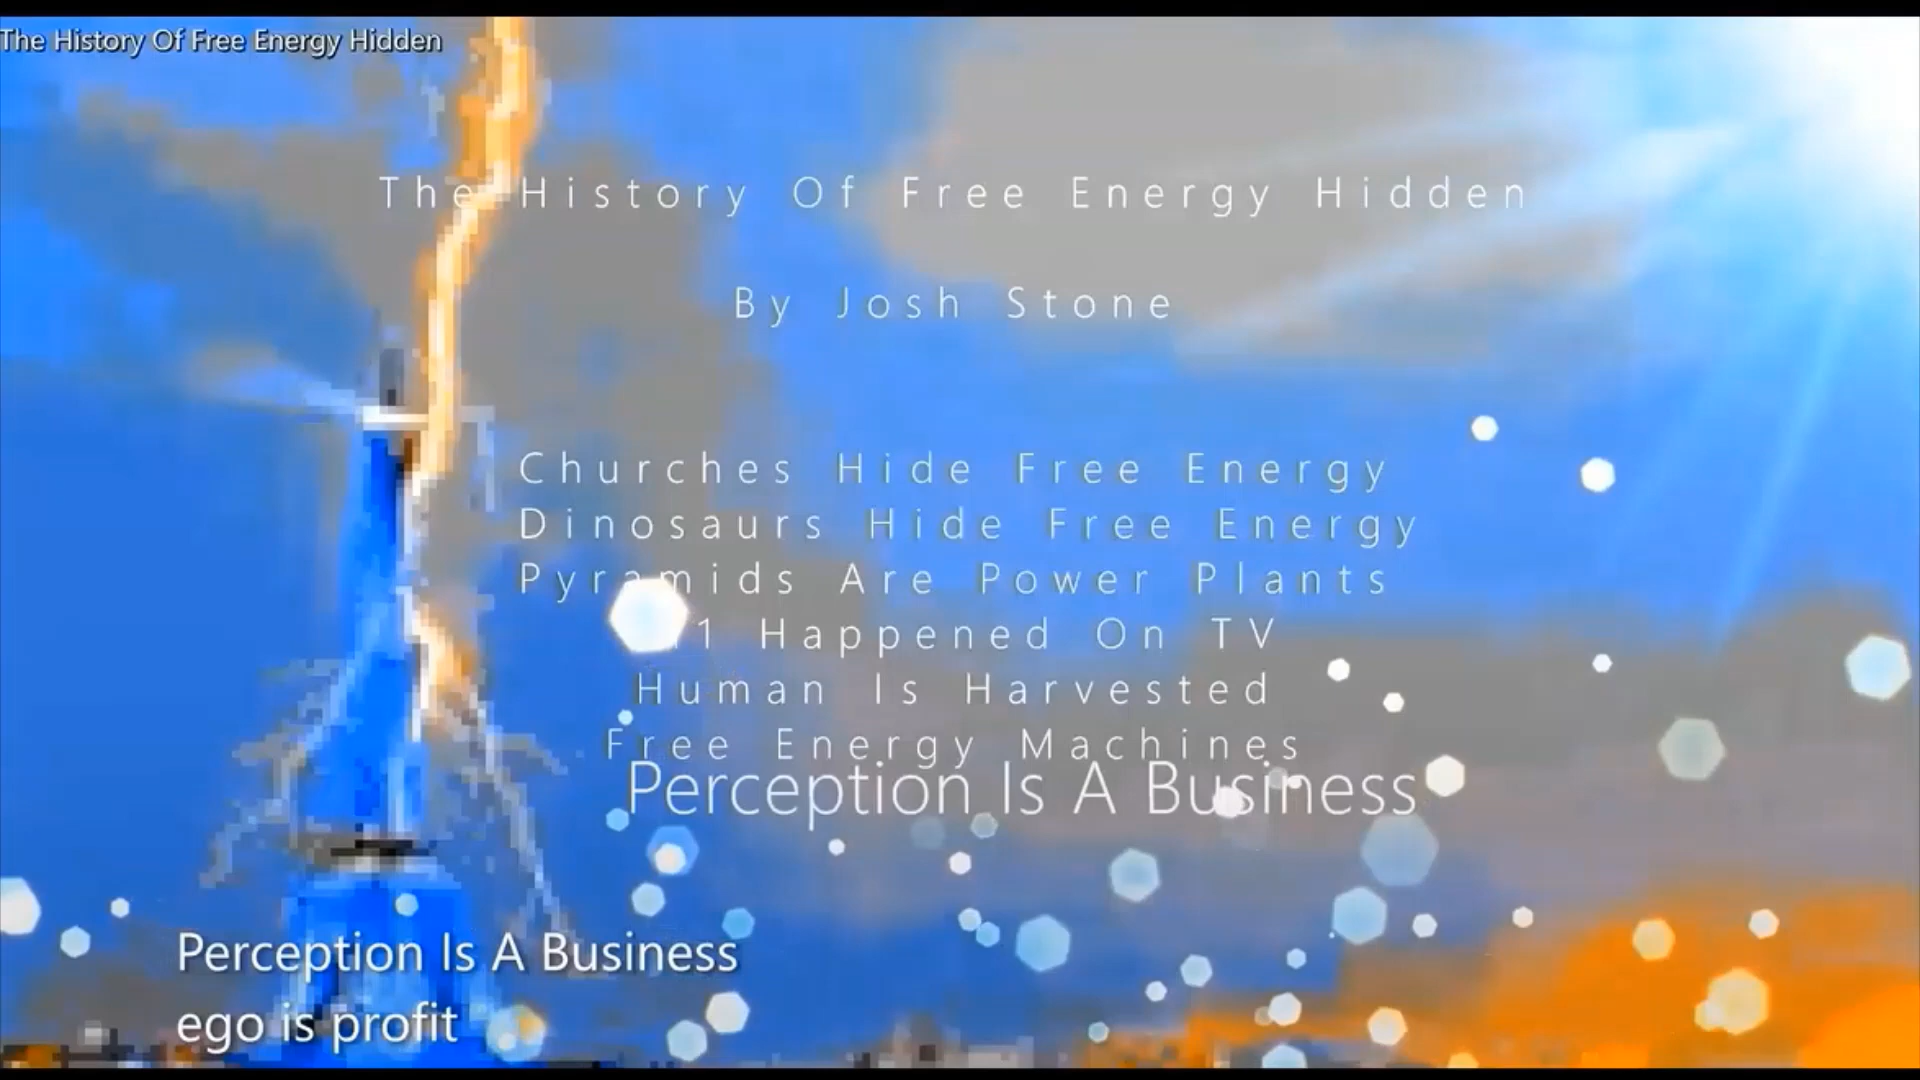 The History Of Free Energy Hidden
The History Of Free Energy Hidden
By Josh Stone
Churches Hide Free Energy
Dinosaurs Hide Free Energy
Pyramids Are Power Plants
Happened On TV
Human Is Harvested
Free Energy Machines
Perception Is A Business
Perception Is A Business
ego is profit